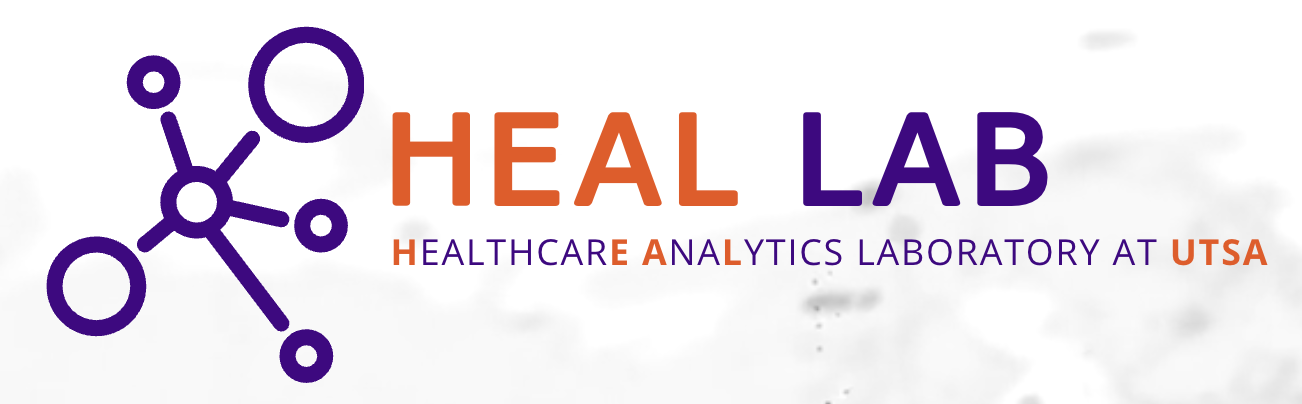 HEAL LAB
HEALTHCARE ANALYTICS LABORATORY AT UTSA